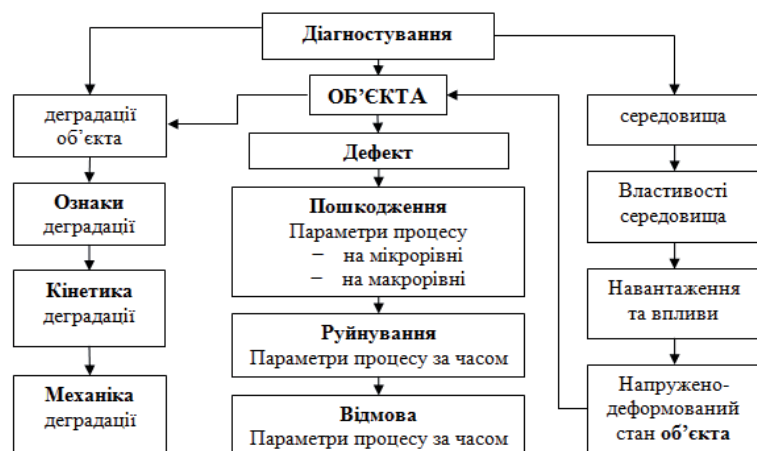 Діагностування
ОБ’ЄКТА
деградації
об’єкта
Ознаки
деградації
Кінетика
деградації
Механіка
деградації
Дефект
Пошкодження
Параметри процесу
– на мікрорівні
– на макрорівні
Руйнування
Параметри процесу за часом
Відмова
Параметри процесу за часом
середовища
Властивості
середовища
Навантаження
та впливи
Напружено-
деформований
стан об’єкта